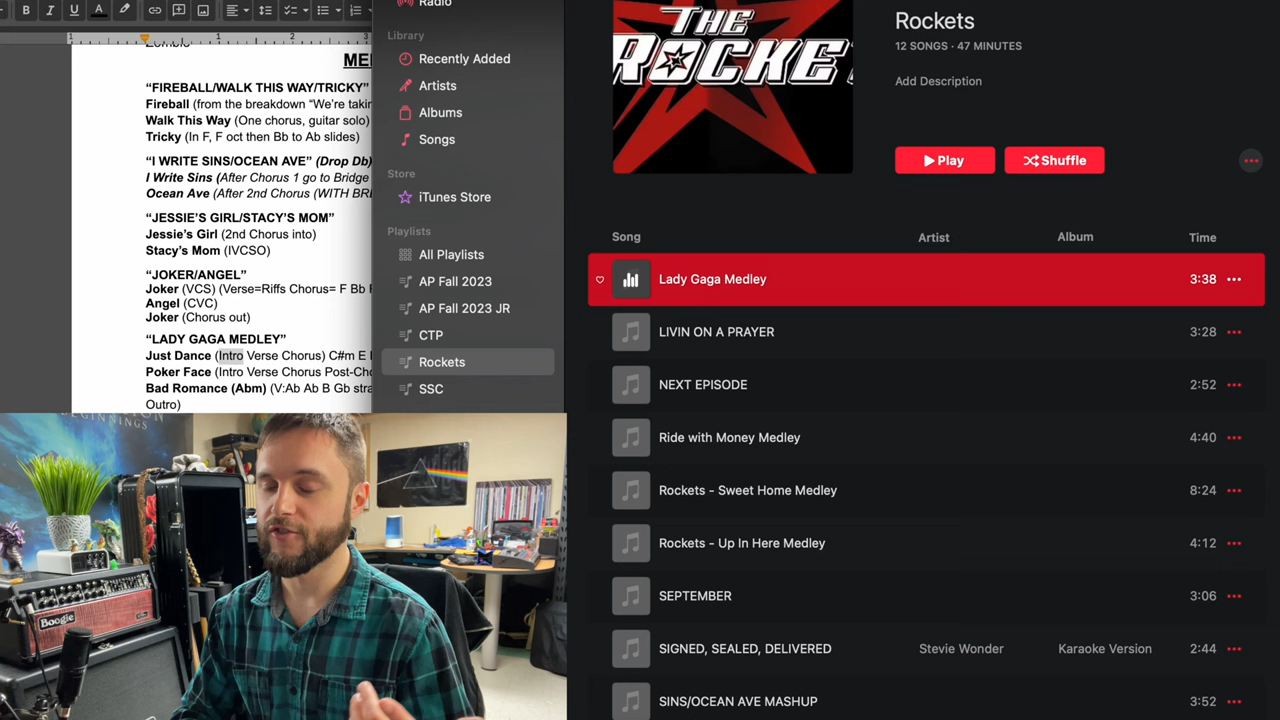 Zombie
ME
“FIREBALL/WALK THIS WAY/TRICKY”
Fireball (from the breakdown “We’re takin
Walk This Way (One chorus, guitar solo)
Tricky (In F, F oct then Bb to Ab slides)
“I WRITE SINS/OCEAN AVE” (Drop Db)
I Write Sins (After Chorus 1 go to Bridge
Ocean Ave (After 2nd Chorus (WITH BRE
“JESSIE’S GIRL/STACY’S MOM”
Jessie’s Girl (2nd Chorus into)
Stacy’s Mom (IVCSO)
“JOKER/ANGEL”
Joker (VCS) (Verse=Riffs Chorus= F Bb
Angel (CVC)
Joker (Chorus out)
“LADY GAGA MEDLEY”
Just Dance (Intro Verse Chorus) C#m E
Poker Face (Intro Verse Chorus Post-Cho
Bad Romance (Abm) (V:Ab Ab B Gb stra
Outro)
Radio
Library
Recently Added
Artists
Albums
Songs
Store
iTunes Store
Playlists
All Playlists
AP Fall 2023
AP Fall 2023 JR
CTP
Rockets
SSC
THE
ROCKE
Rockets
12 SONGS · 47 MINUTES
Add Description
Play
Shuffle
Song Artist Album Time
Lady Gaga Medley 3:38
LIVIN ON A PRAYER 3:28
NEXT EPISODE 2:52
Ride with Money Medley 4:40
Rockets - Sweet Home Medley 8:24
Rockets - Up In Here Medley 4:12
SEPTEMBER 3:06
SIGNED, SEALED, DELIVERED Stevie Wonder Karaoke Version 2:44
SINS/OCEAN AVE MASHUP 3:52
BEGINNINGS
Boogie